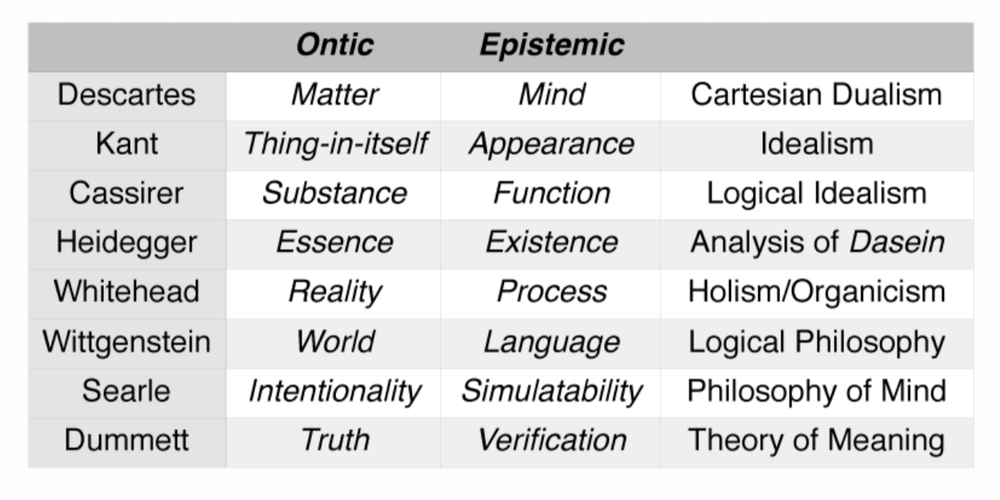 Ontic Epistemic
Descartes Matter Mind Cartesian Dualism
Kant Thing-in-itself Appearance Idealism
Cassirer Substance Function Logical Idealism
Heidegger Essence Existence Analysis of Dasein
Whitehead Reality Process Holism/Organicism
Wittgenstein World Language Logical Philosophy
Searle Intentionality Simulatability Philosophy of Mind
Dummett Truth Verification Theory of Meaning